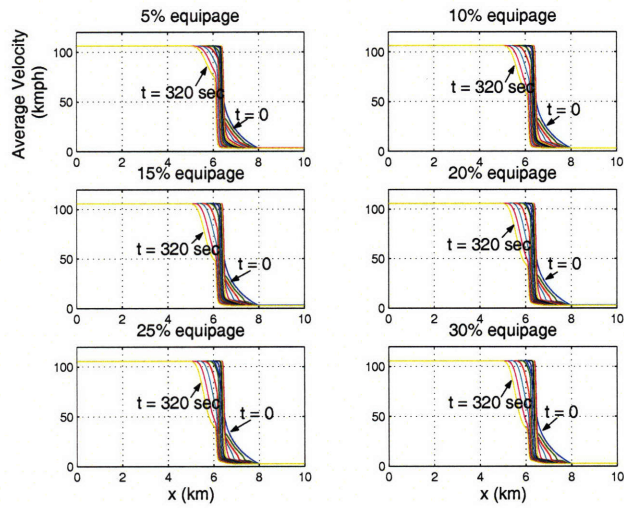 5% equipage
10% equipage
Average Velocity
(kmph)
100
50
0
t = 320 sec
t = 0
0 2 4 6 8 10
100
50
0
t = 320 sec
t = 0
0 2 4 6 8 10
15% equipage
20% equipage
100
50
0
t = 320 sec
t = 0
0 2 4 6 8 10
100
50
0
t = 320 sec
t = 0
0 2 4 6 8 10
25% equipage
30% equipage
100
50
0
t = 320 sec
t = 0
0 2 4 6 8 10
x (km)
100
50
0
t = 320 sec
t = 0
0 2 4 6 8 10
x (km)